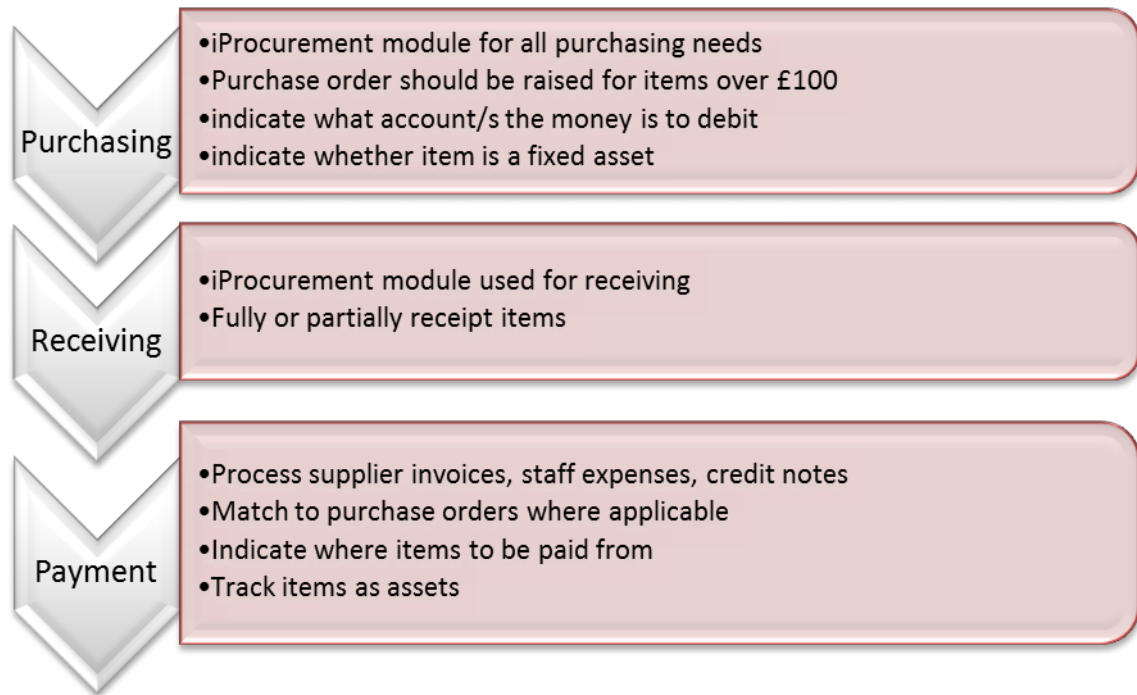 Purchasing
•iProcurement module for all purchasing needs
•Purchase order should be raised for items over £100
•indicate what account/s the money is to debit
•indicate whether item is a fixed asset
Receiving
•iProcurement module used for receiving
•Fully or partially receipt items
Payment
•Process supplier invoices, staff expenses, credit notes
•Match to purchase orders where applicable
•Indicate where items to be paid from
•Track items as assets